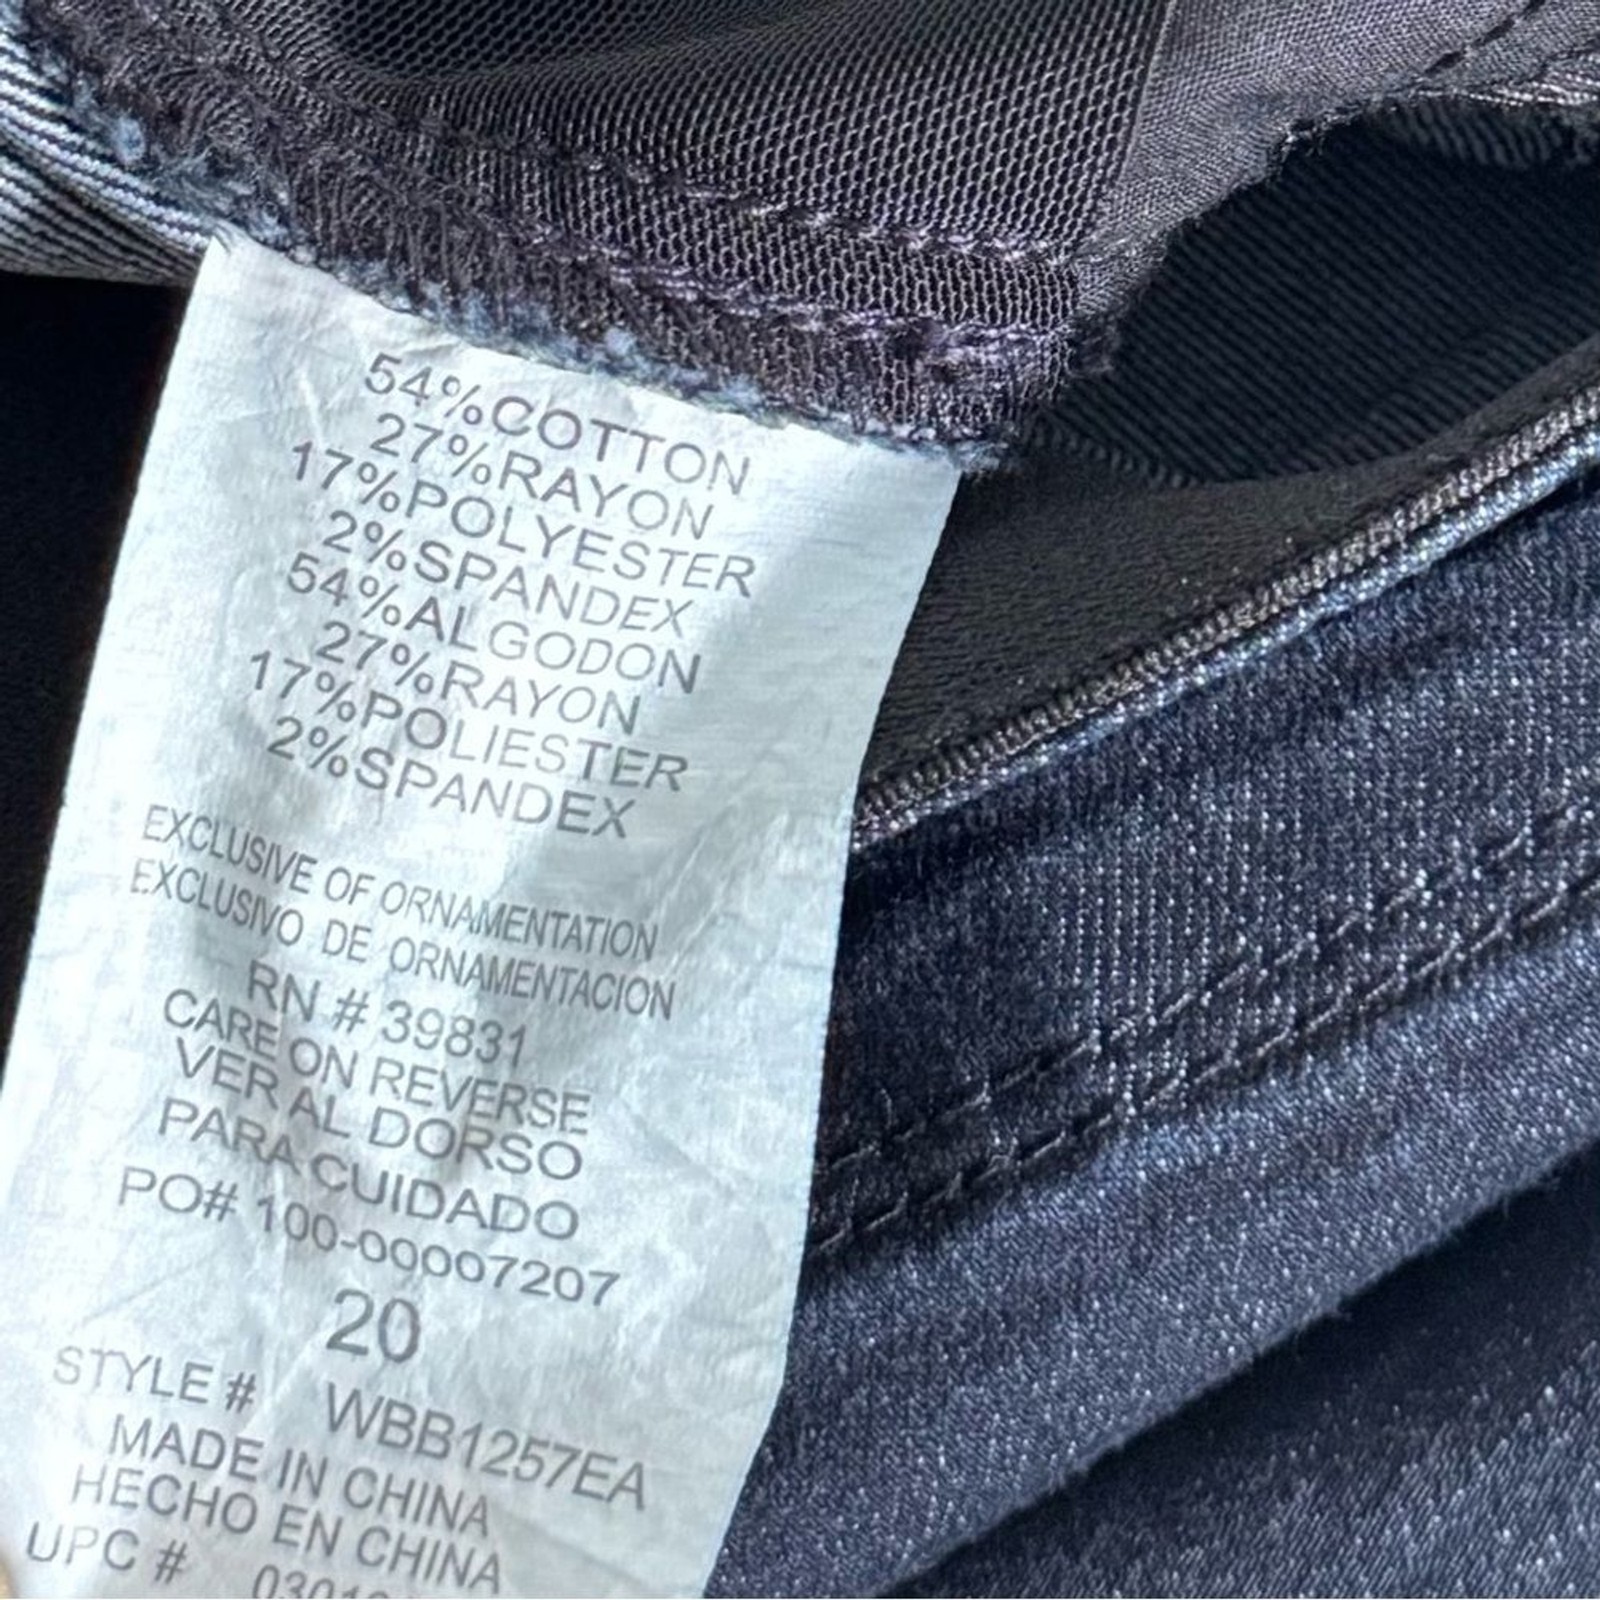 54%COTTON
27%RAYON
17%POLYESTER
2%SPANDEX
54%ALGODON
27%RAYON
17%POLIESTER
2%SPANDEX
EXCLUSIVE OF ORNAMENTATION
EXCLUSIVO DE ORNAMENTACION
RN # 39831
CARE ON REVERSE
VER AL DORSO
PARA CUIDADO
PO# 100-00007207
20
STYLE # WBB1257EA
MADE IN CHINA
HECHO EN CHINA
UPC #